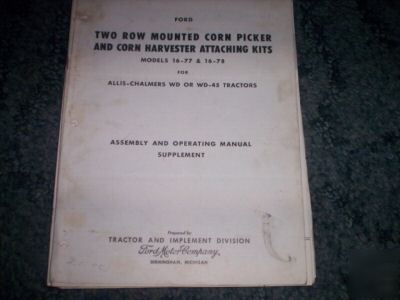 FORD
TWO ROW MOUNTED CORN PICKER
AND CORN HARVESTER ATTACHING KITS
MODELS 16-77 & 16-78
FOR
ALLIS-CHALMERS WD OR WD-45 TRACTORS
ASSEMBLY AND OPERATING MANUAL
SUPPLEMENT
Prepared by
TRACTOR AND IMPLEMENT DIVISION
Ford Motor Company,
BIRMINGHAM, MICHIGAN